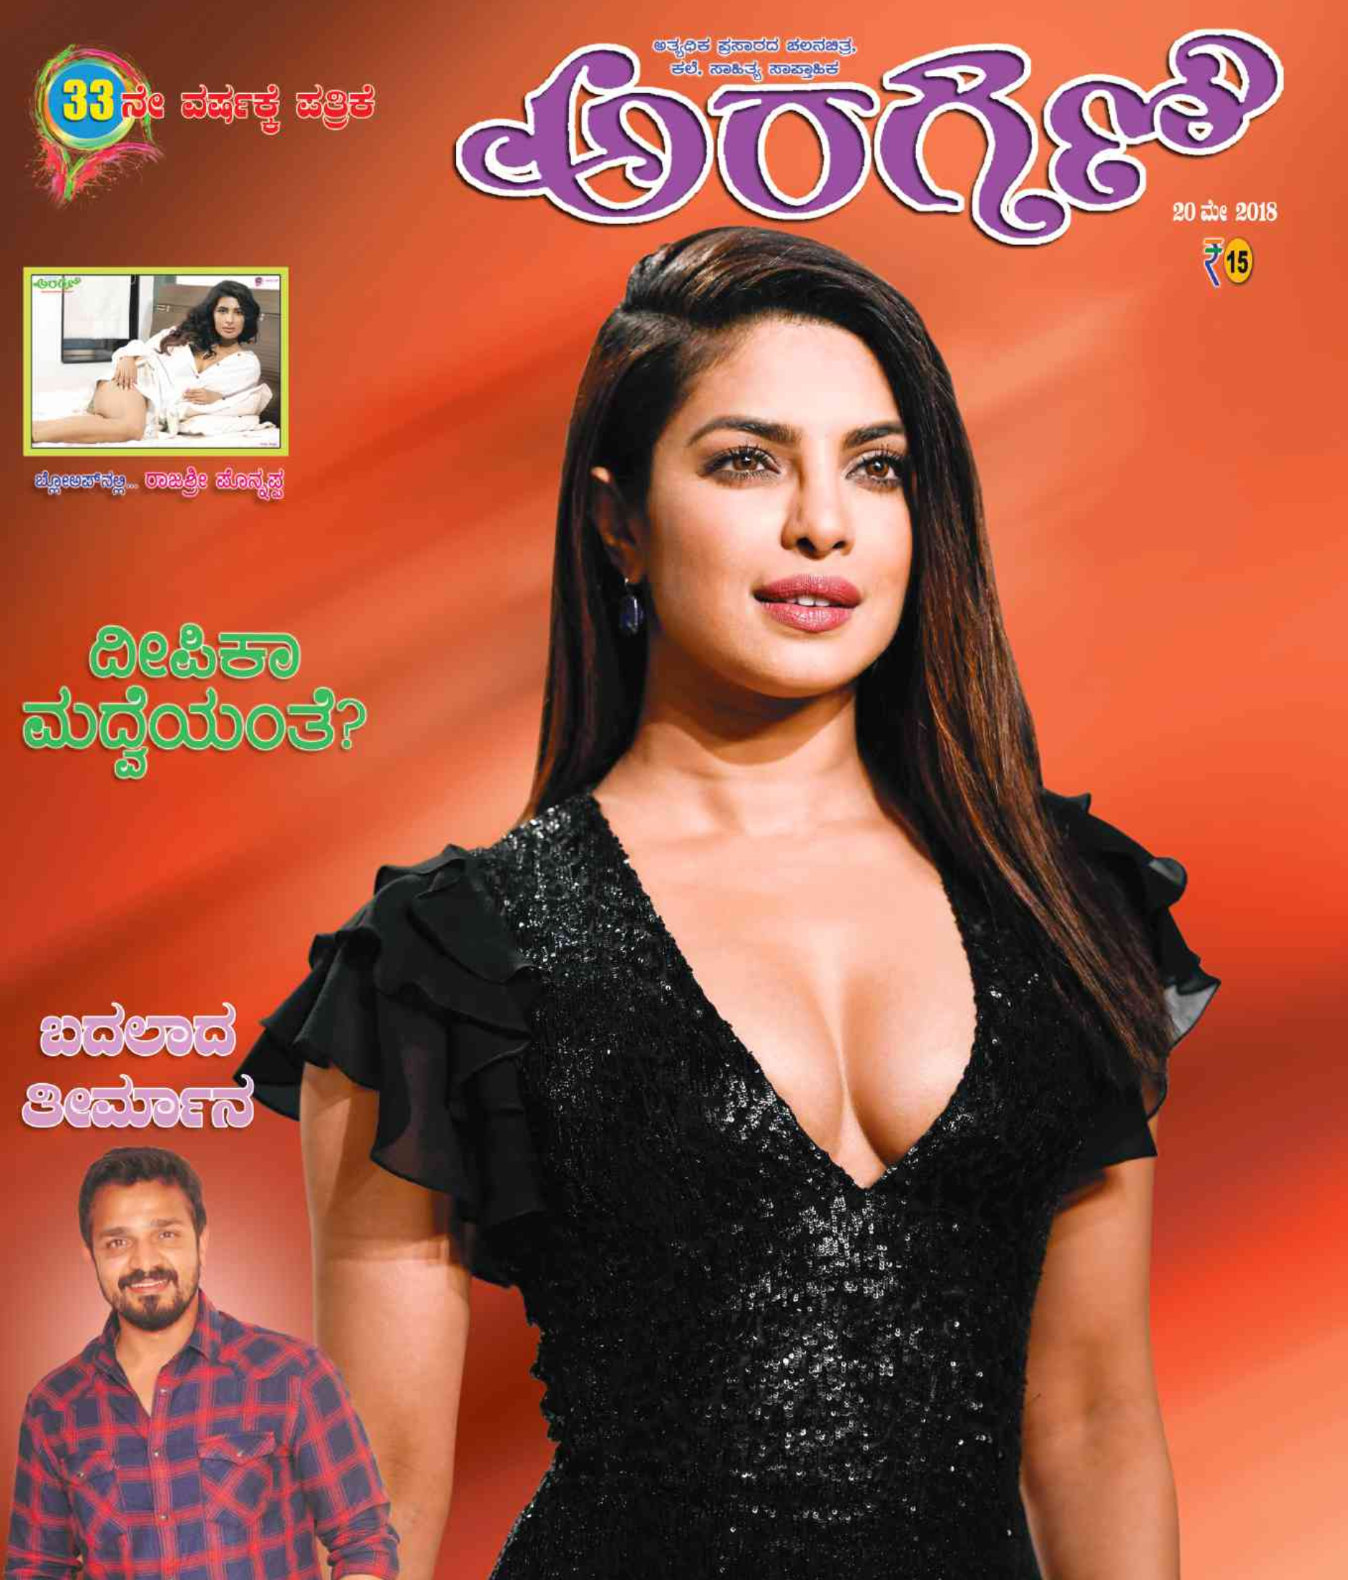 33ನೇ ವರ್ಷಕ್ಕೆ ಪತ್ರಿಕೆ
ಅತ್ಯಧಿಕ ಪ್ರಸಾರದ ಚಲನಚಿತ್ರ,
ಕಲೆ, ಸಾಹಿತ್ಯ ಸಾಪ್ತಾಹಿಕ
ಅರಗಿಣಿ
20 ಮೇ 2018
₹ 15
ಅರಗಿಣಿ
ಬ್ಲೋಅಪ್‌ನಲ್ಲಿ... ರಾಜಶ್ರೀ ಪೊನ್ನಪ್ಪ
ದೀಪಿಕಾ
ಮದ್ವೆಯಂತೆ?
ಬದಲಾದ
ತೀರ್ಮಾನ